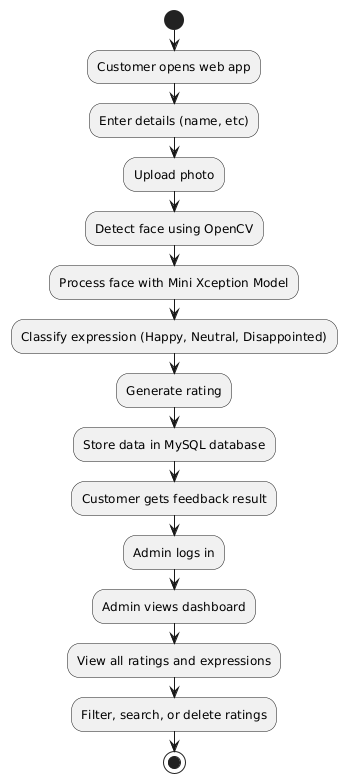 Customer opens web app
Enter details (name, etc)
Upload photo
Detect face using OpenCV
Process face with Mini Xception Model
Classify expression (Happy, Neutral, Disappointed)
Generate rating
Store data in MySQL database
Customer gets feedback result
Admin logs in
Admin views dashboard
View all ratings and expressions
Filter, search, or delete ratings